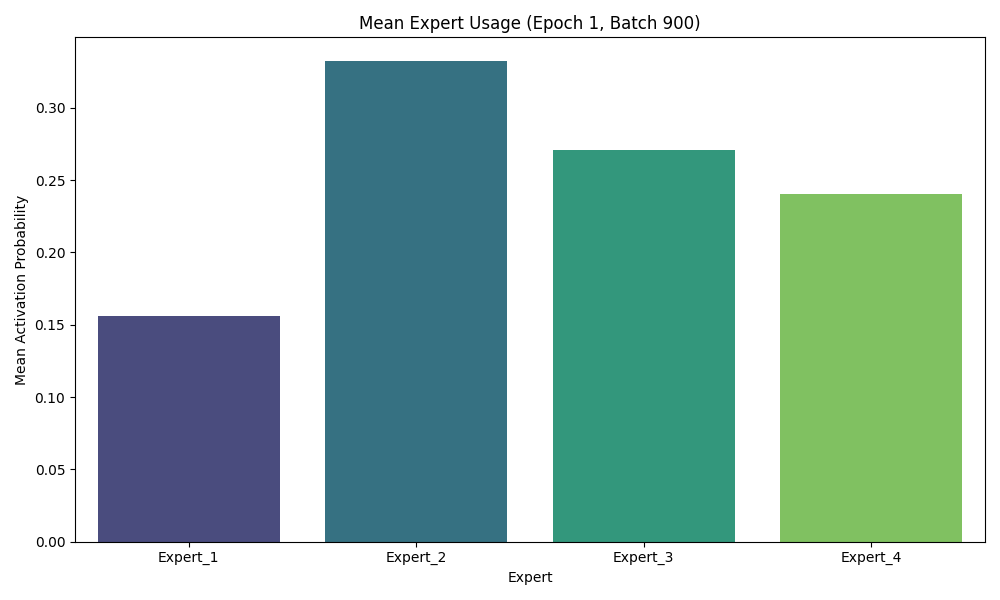 Mean Expert Usage (Epoch 1, Batch 900)
Mean Activation Probability
0.30
0.25
0.20
0.15
0.10
0.05
0.00
Expert_1 Expert_2 Expert_3 Expert_4
Expert